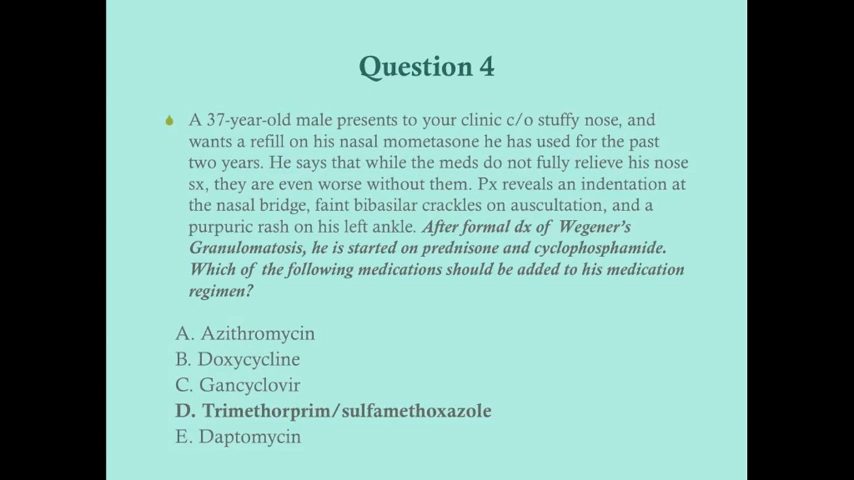 Question 4
A 37-year-old male presents to your clinic c/o stuffy nose, and
wants a refill on his nasal mometasone he has used for the past
two years. He says that while the meds do not fully relieve his nose
sx, they are even worse without them. Px reveals an indentation at
the nasal bridge, faint bibasilar crackles on auscultation, and a
purpuric rash on his left ankle. After formal dx of Wegener's
Granulomatosis, he is started on prednisone and cyclophosphamide.
Which of the following medications should be added to his medication
regimen?
A. Azithromycin
B. Doxycycline
C. Gancyclovir
D. Trimethorprim/sulfamethoxazole
E. Daptomycin